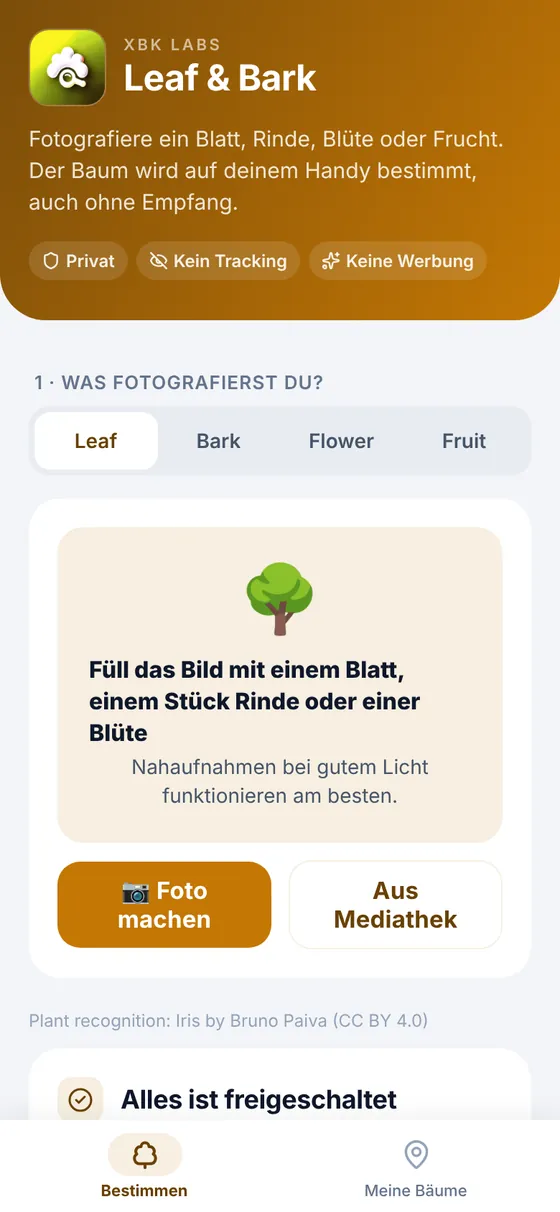 XBK LABS
Leaf & Bark
Fotografiere ein Blatt, Rinde, Blüte oder Frucht.
Der Baum wird auf deinem Handy bestimmt,
auch ohne Empfang.
Privat
Kein Tracking
Keine Werbung
1 · WAS FOTOGRAFIERST DU?
Leaf
Bark
Flower
Fruit
Füll das Bild mit einem Blatt,
einem Stück Rinde oder einer
Blüte
Nahaufnahmen bei gutem Licht
funktionieren am besten.
📷 Foto
machen
Aus
Mediathek
Plant recognition: Iris by Bruno Paiva (CC BY 4.0)
Alles ist freigeschaltet
Bestimmen
Meine Bäume